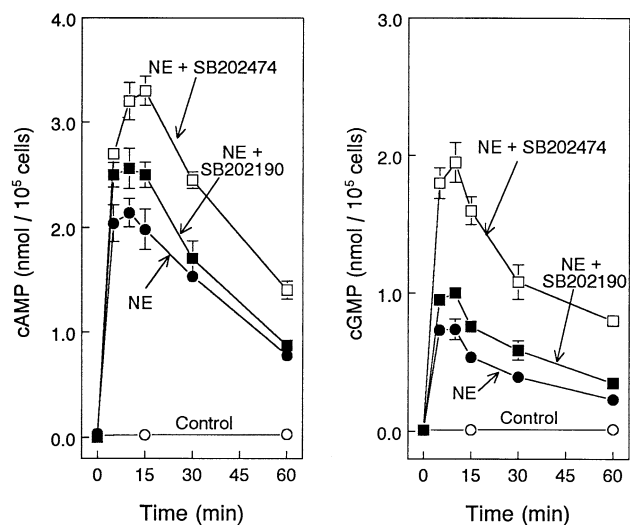 4.0
3.0
2.0
1.0
0.0
cAMP (nmol / 10⁵ cells)
NE + SB202474
NE +
SB202190
NE
Control
0 15 30 45 60
Time (min)
3.0
2.0
1.0
0.0
cGMP (nmol / 10⁵ cells)
NE + SB202474
NE +
SB202190
NE
Control
0 15 30 45 60
Time (min)